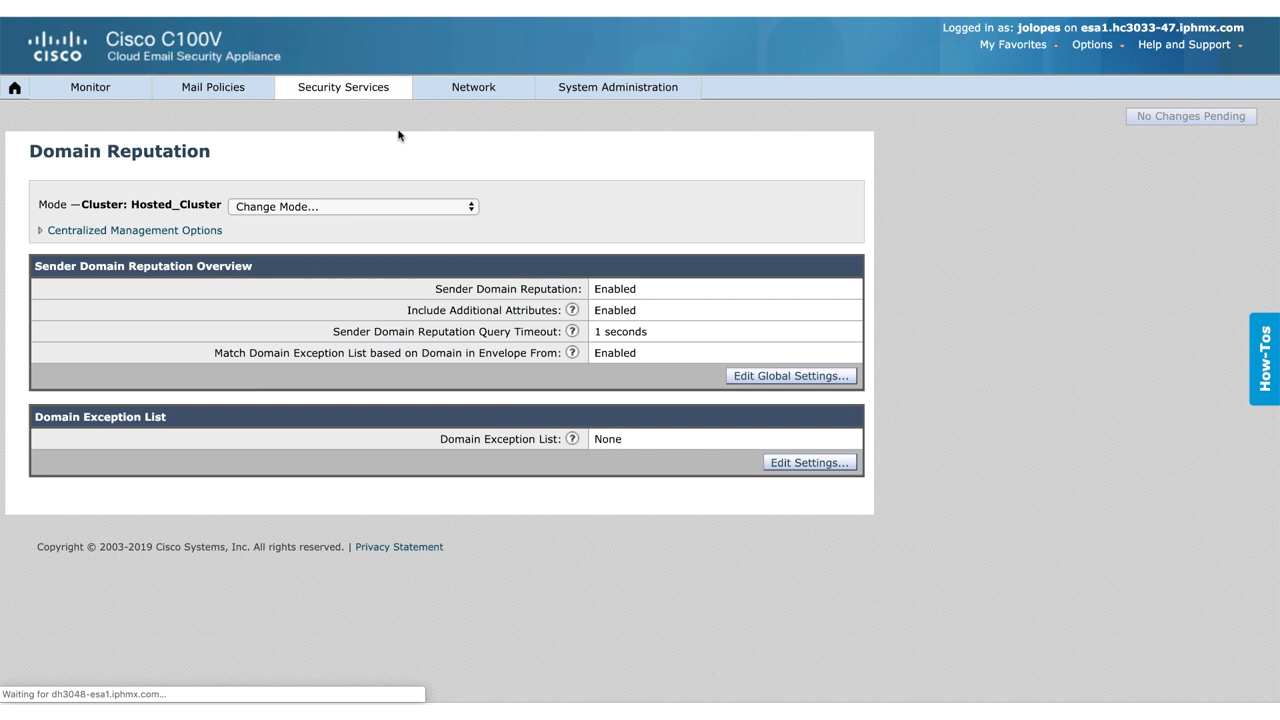 Logged in as: jolopes on esa1.hc3033-47.iphmx.com
CISCO
Cisco C100V
Cloud Email Security Appliance
My Favorites Options Help and Support
Monitor Mail Policies Security Services Network System Administration
No Changes Pending
Domain Reputation
Mode —Cluster: Hosted_Cluster Change Mode...
Centralized Management Options
Sender Domain Reputation Overview
Sender Domain Reputation: Enabled
Include Additional Attributes: ? Enabled
Sender Domain Reputation Query Timeout: ? 1 seconds
Match Domain Exception List based on Domain in Envelope From: ? Enabled
Edit Global Settings...
How-Tos
Domain Exception List
Domain Exception List: ? None
Edit Settings...
Copyright © 2003-2019 Cisco Systems, Inc. All rights reserved. | Privacy Statement
Waiting for dh3048-esa1.iphmx.com...